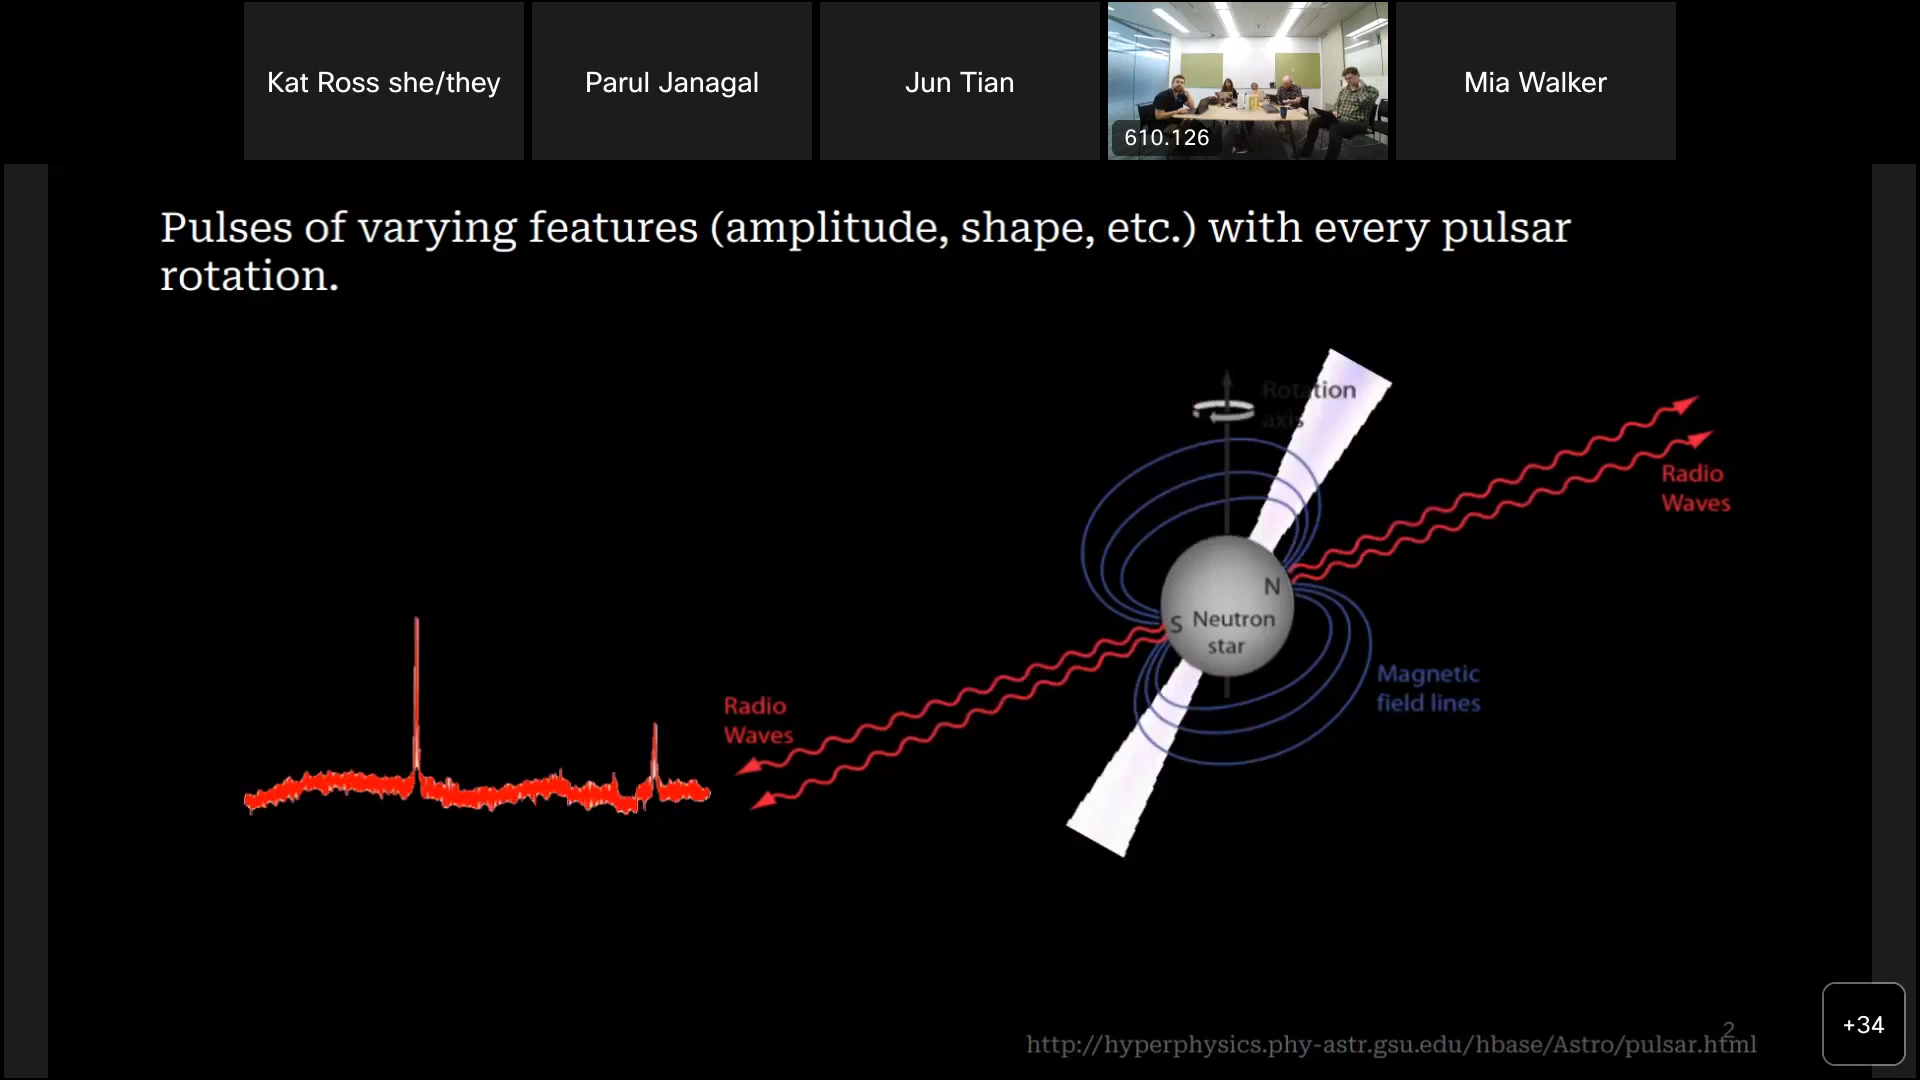 Kat Ross she/they
Parul Janagal
Jun Tian
610.126
Mia Walker
Pulses of varying features (amplitude, shape, etc.) with every pulsar
rotation.
Rotation
axis
Radio
Waves
N
S
Neutron
star
Magnetic
field lines
Radio
Waves
2
http://hyperphysics.phy-astr.gsu.edu/hbase/Astro/pulsar.html
+34